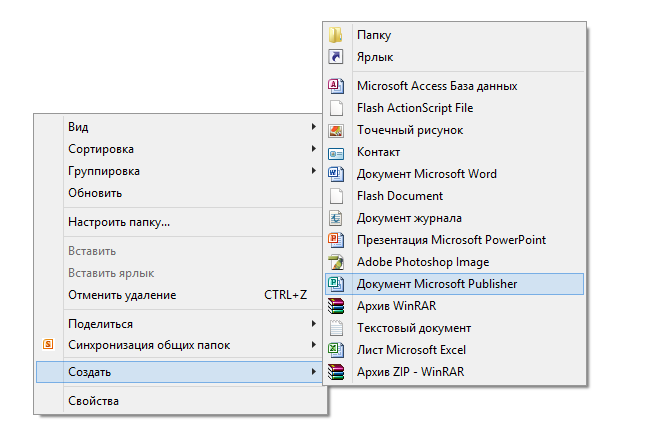 Вид
Сортировка
Группировка
Обновить
Настроить папку...
Вставить
Вставить ярлык
Отменить удаление CTRL+Z
Поделиться
Синхронизация общих папок
Создать
Свойства
Папку
Ярлык
Microsoft Access База данных
Flash ActionScript File
Точечный рисунок
Контакт
Документ Microsoft Word
Flash Document
Документ журнала
Презентация Microsoft PowerPoint
Adobe Photoshop Image
Документ Microsoft Publisher
Архив WinRAR
Текстовый документ
Лист Microsoft Excel
Архив ZIP - WinRAR